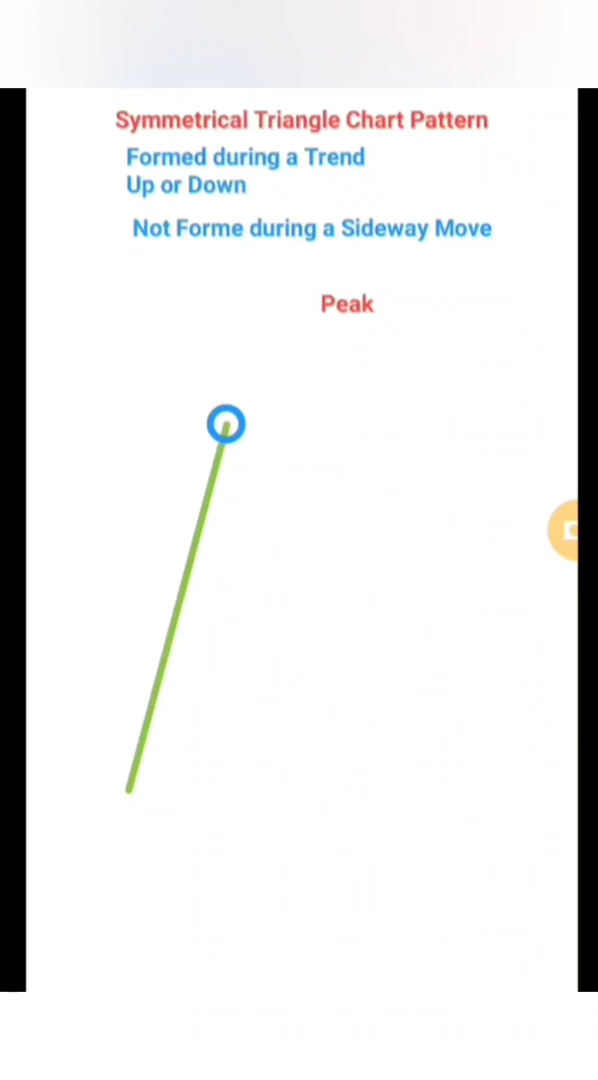 Symmetrical Triangle Chart Pattern
Formed during a Trend
Up or Down
Not Forme during a Sideway Move
Peak